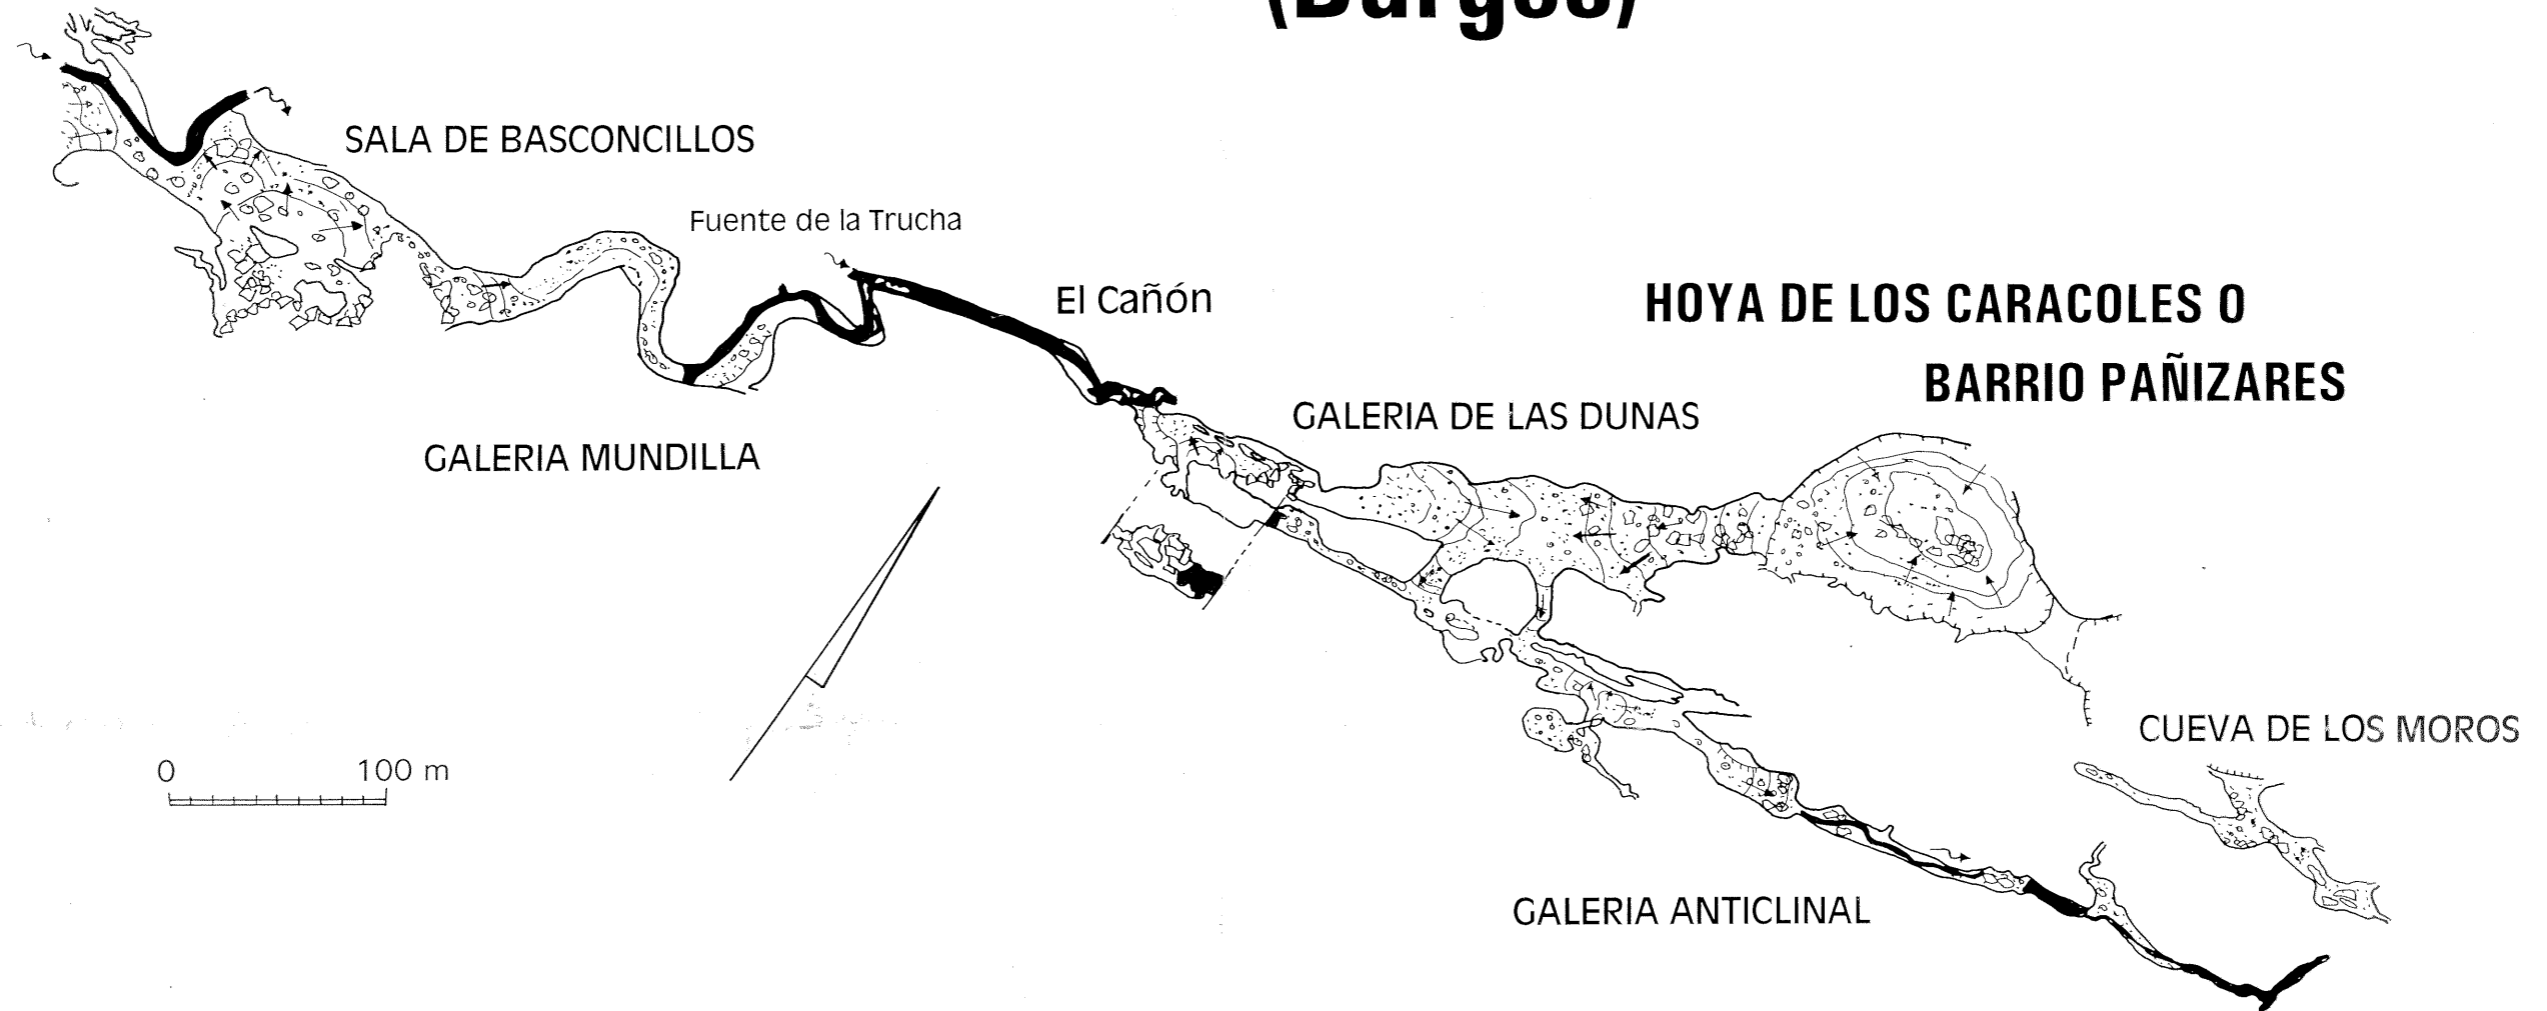 (Burgos)
SALA DE BASCONCILLOS
Fuente de la Trucha
El Cañón
HOYA DE LOS CARACOLES O
BARRIO PAÑIZARES
GALERIA DE LAS DUNAS
GALERIA MUNDILLA
CUEVA DE LOS MOROS
0 100 m
GALERIA ANTICLINAL